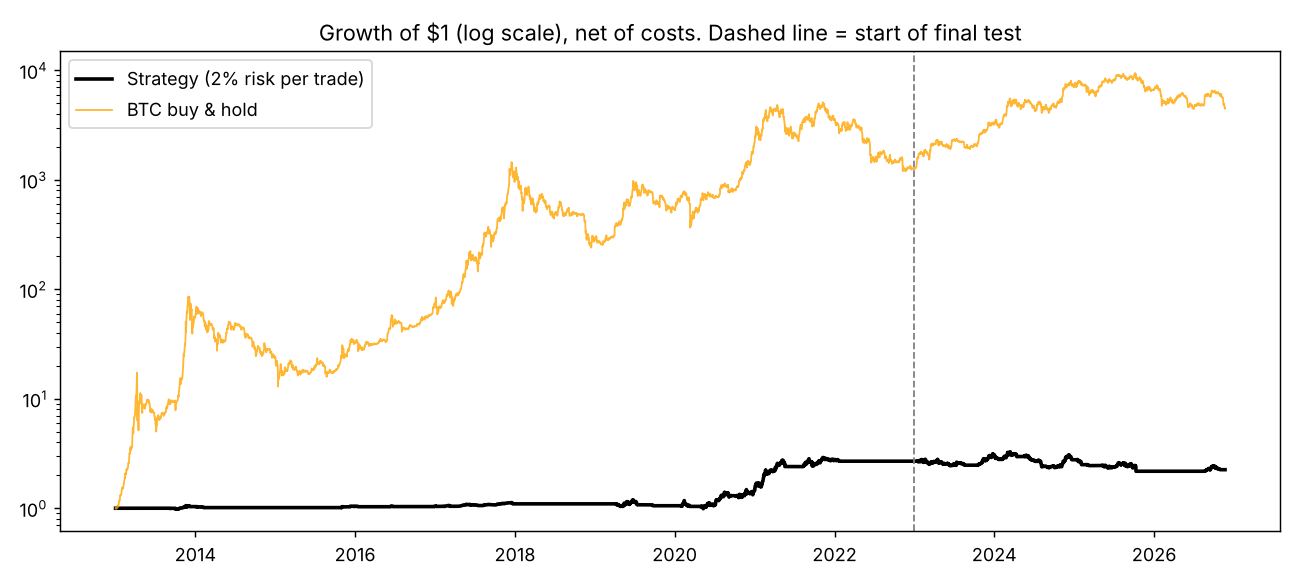 Growth of $1 (log scale), net of costs. Dashed line = start of final test
Strategy (2% risk per trade)
BTC buy & hold
10⁴
10³
10²
10¹
10⁰
2014 2016 2018 2020 2022 2024 2026